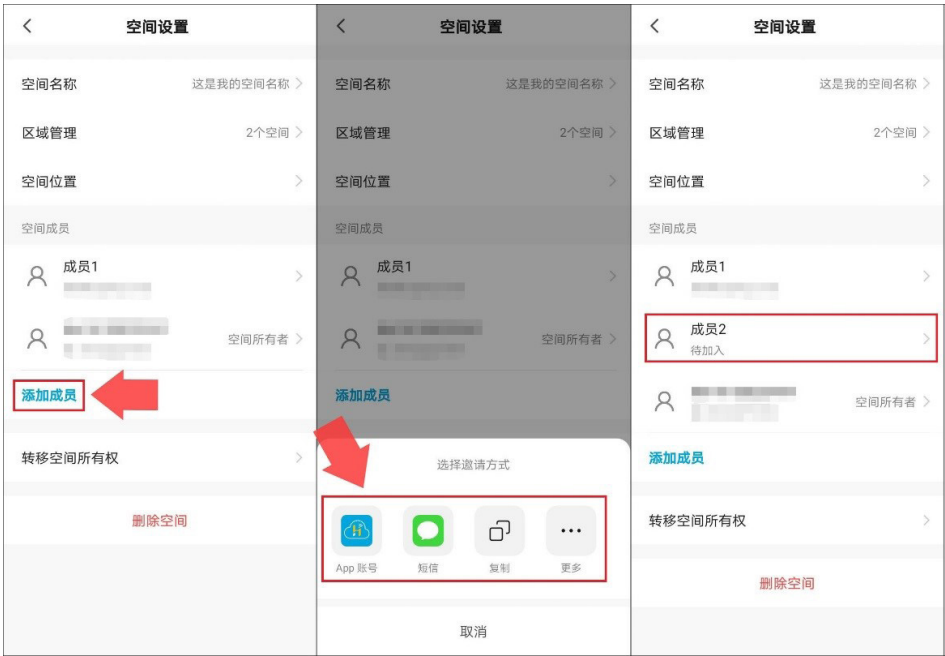 空间设置
空间名称
这是我的空间名称
区域管理
2个空间
空间位置
空间成员
成员1
空间所有者
添加成员
转移空间所有权
删除空间
空间设置
空间名称
这是我的空间名称
区域管理
2个空间
空间位置
空间成员
成员1
空间所有者
添加成员
选择邀请方式
App 账号
短信
复制
更多
取消
空间设置
空间名称
这是我的空间名称
区域管理
2个空间
空间位置
空间成员
成员1
成员2
待加入
空间所有者
添加成员
转移空间所有权
删除空间